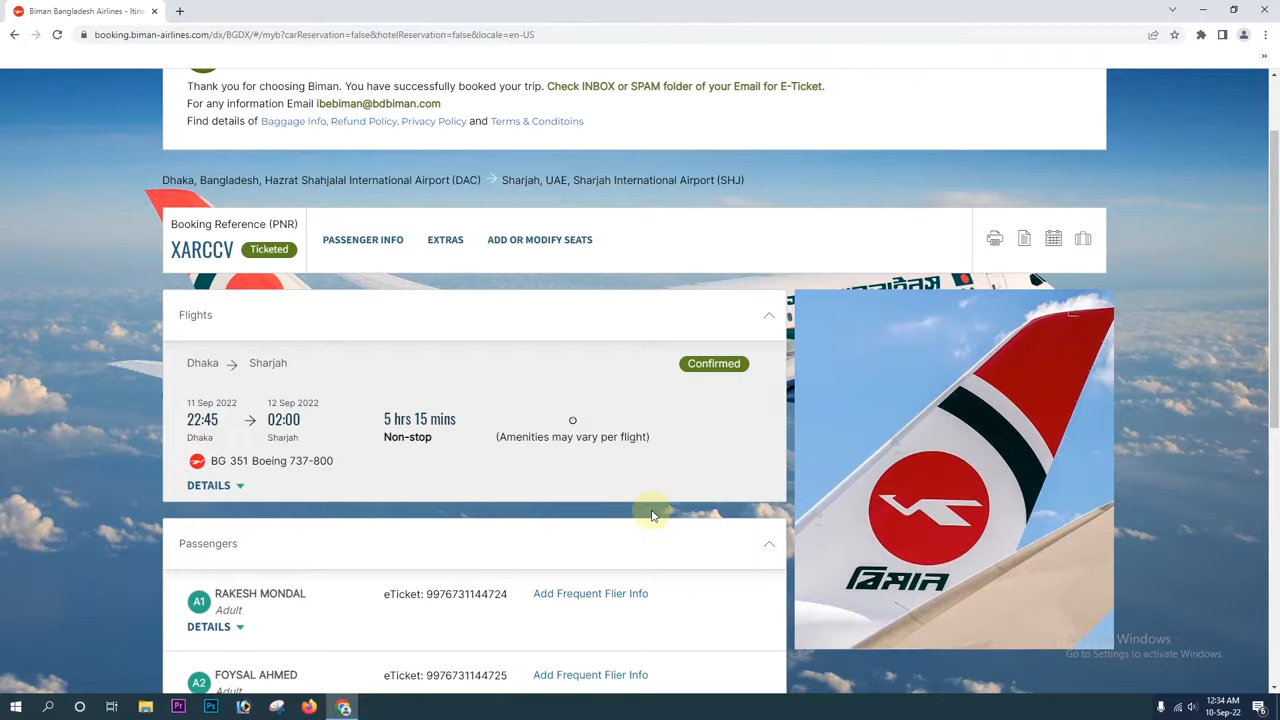 Biman Bangladesh Airlines - Itin
booking.biman-airlines.com/dx/BGDX/#/myb?carReservation=false&hotelReservation=false&locale=en-US
Thank you for choosing Biman. You have successfully booked your trip. Check INBOX or SPAM folder of your Email for E-Ticket.
For any information Email ibebiman@bdbiman.com
Find details of Baggage Info, Refund Policy, Privacy Policy and Terms & Conditoins
Dhaka, Bangladesh, Hazrat Shahjalal International Airport (DAC) → Sharjah, UAE, Sharjah International Airport (SHJ)
Booking Reference (PNR)
XARCCV Ticketed
PASSENGER INFO EXTRAS ADD OR MODIFY SEATS
Flights
Dhaka → Sharjah Confirmed
11 Sep 2022 12 Sep 2022
22:45 → 02:00 5 hrs 15 mins
Dhaka Sharjah Non-stop (Amenities may vary per flight)
BG 351 Boeing 737-800
DETAILS
বিমান
Passengers
A1 RAKESH MONDAL eTicket: 9976731144724 Add Frequent Flier Info
Adult
DETAILS
A2 FOYSAL AHMED eTicket: 9976731144725 Add Frequent Flier Info
Adult
Activate Windows
Go to Settings to activate Windows.
Pr Ps
12:34 AM
10-Sep-22
6